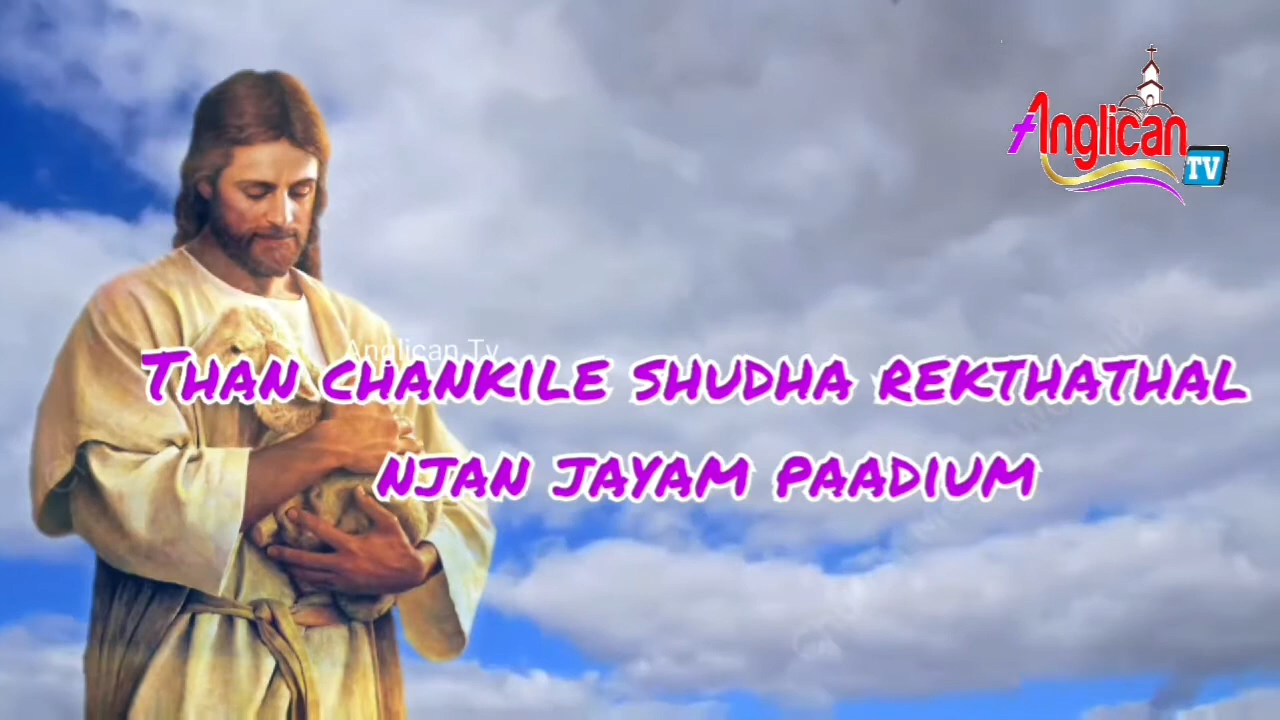 Anglican
TV
Anglican Tv
THAN CHANKILE SHUDHA REKTHATHAL
NJAN JAYAM PAADIUM